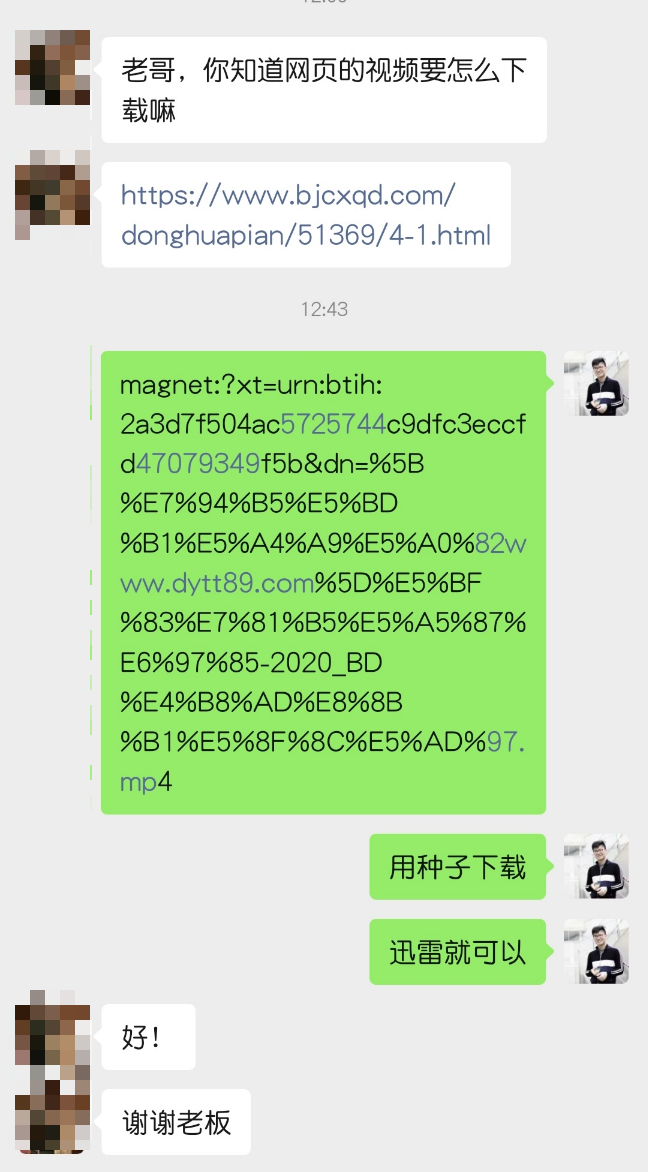 老哥，你知道网页的视频要怎么下
载嘛
https://www.bjcxqd.com/
donghuapian/51369/4-1.html
12:43
magnet:?xt=urn:btih:
2a3d7f504ac5725744c9dfc3eccf
d47079349f5b&dn=%5B
%E7%94%B5%E5%BD
%B1%E5%A4%A9%E5%A0%82w
ww.dytt89.com%5D%E5%BF
%83%E7%81%B5%E5%A5%87%
E6%97%85-2020_BD
%E4%B8%AD%E8%8B
%B1%E5%8F%8C%E5%AD%97.
mp4
用种子下载
迅雷就可以
好！
谢谢老板